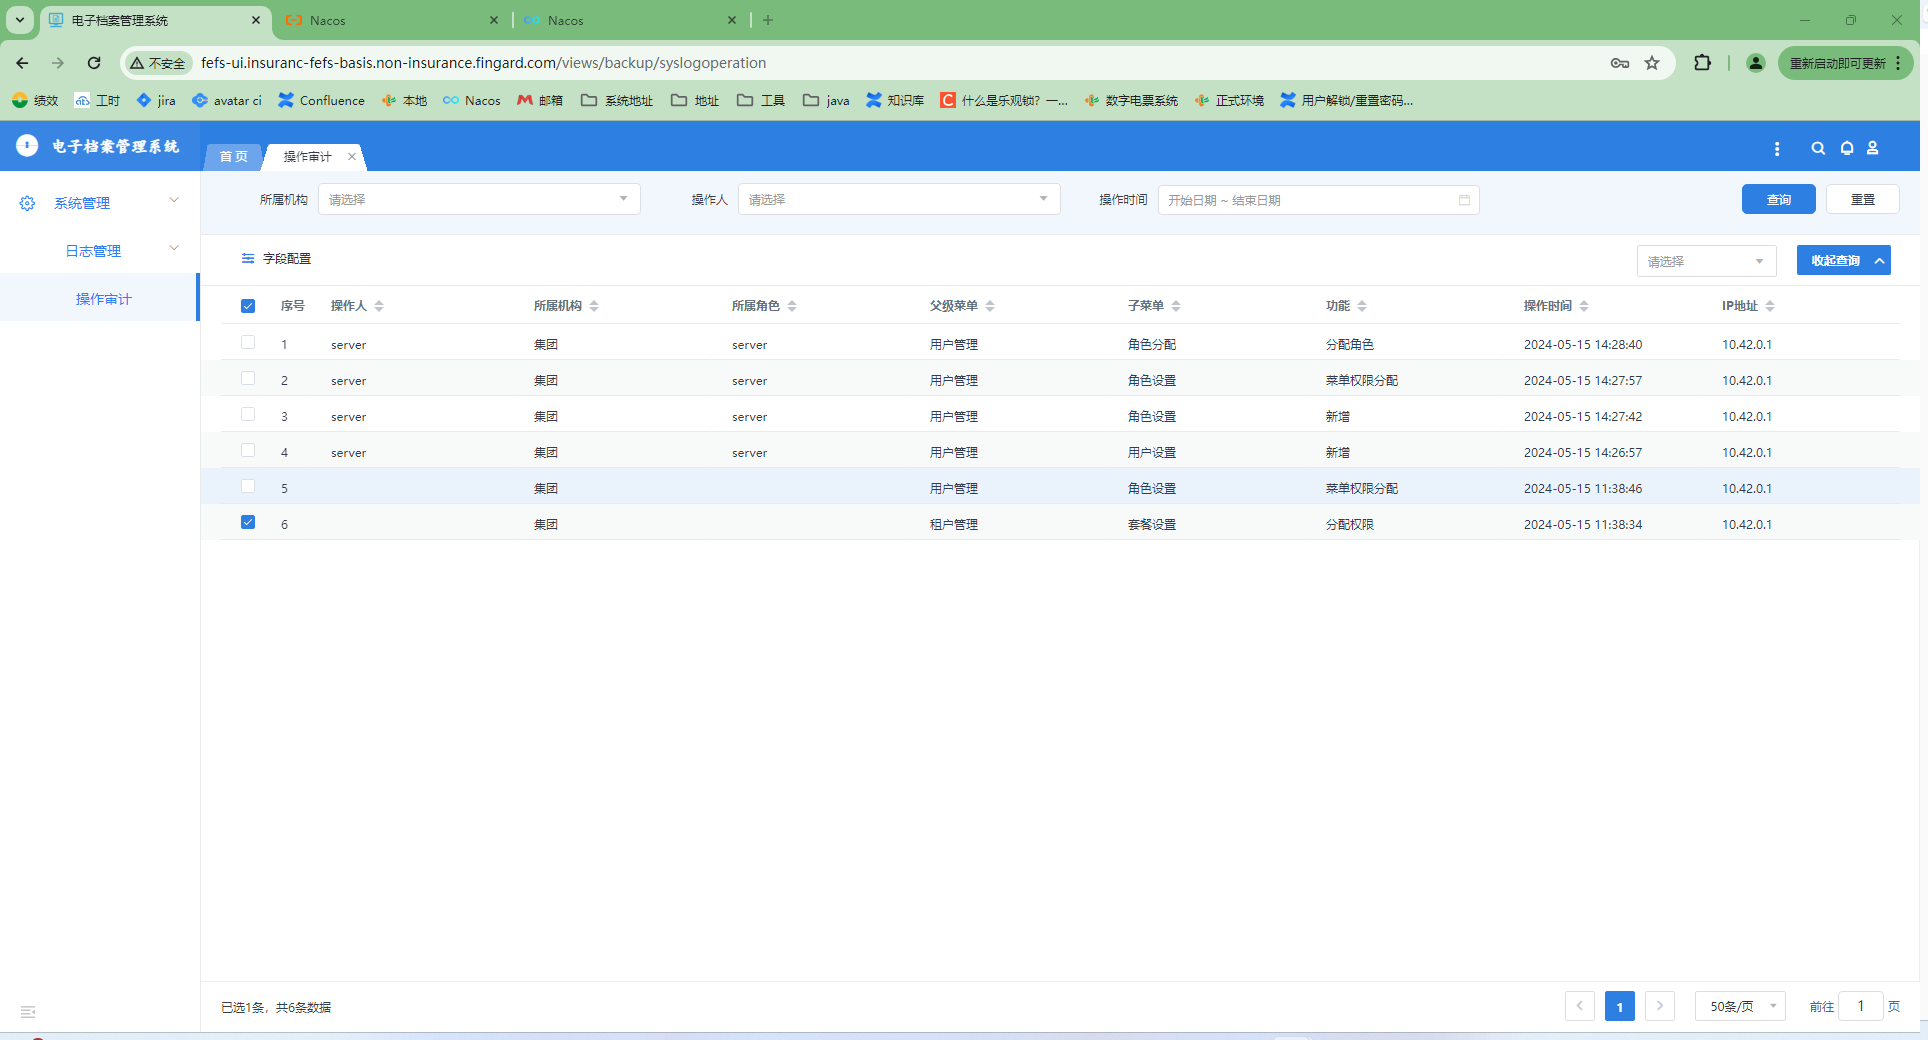 电子档案管理系统
Nacos
Nacos
不安全
fefs-ui.insuranc-fefs-basis.non-insurance.fingard.com/views/backup/syslogoperation
重新启动即可更新
绩效 工时 jira avatar ci Confluence 本地 Nacos 邮箱 系统地址 地址 工具 java 知识库 什么是乐观锁？一... 数字电票系统 正式环境 用户解锁/重置密码...
电子档案管理系统
首页
操作审计
系统管理
日志管理
操作审计
所属机构 请选择 操作人 请选择 操作时间 开始日期 ~ 结束日期 查询 重置
字段配置 请选择 收起查询
序号 操作人 所属机构 所属角色 父级菜单 子菜单 功能 操作时间 IP地址
1 server 集团 server 用户管理 角色分配 分配角色 2024-05-15 14:28:40 10.42.0.1
2 server 集团 server 用户管理 角色设置 菜单权限分配 2024-05-15 14:27:57 10.42.0.1
3 server 集团 server 用户管理 角色设置 新增 2024-05-15 14:27:42 10.42.0.1
4 server 集团 server 用户管理 用户设置 新增 2024-05-15 14:26:57 10.42.0.1
5 集团 用户管理 角色设置 菜单权限分配 2024-05-15 11:38:46 10.42.0.1
6 集团 租户管理 套餐设置 分配权限 2024-05-15 11:38:34 10.42.0.1
已选1条，共6条数据 1 50条/页 前往 1 页